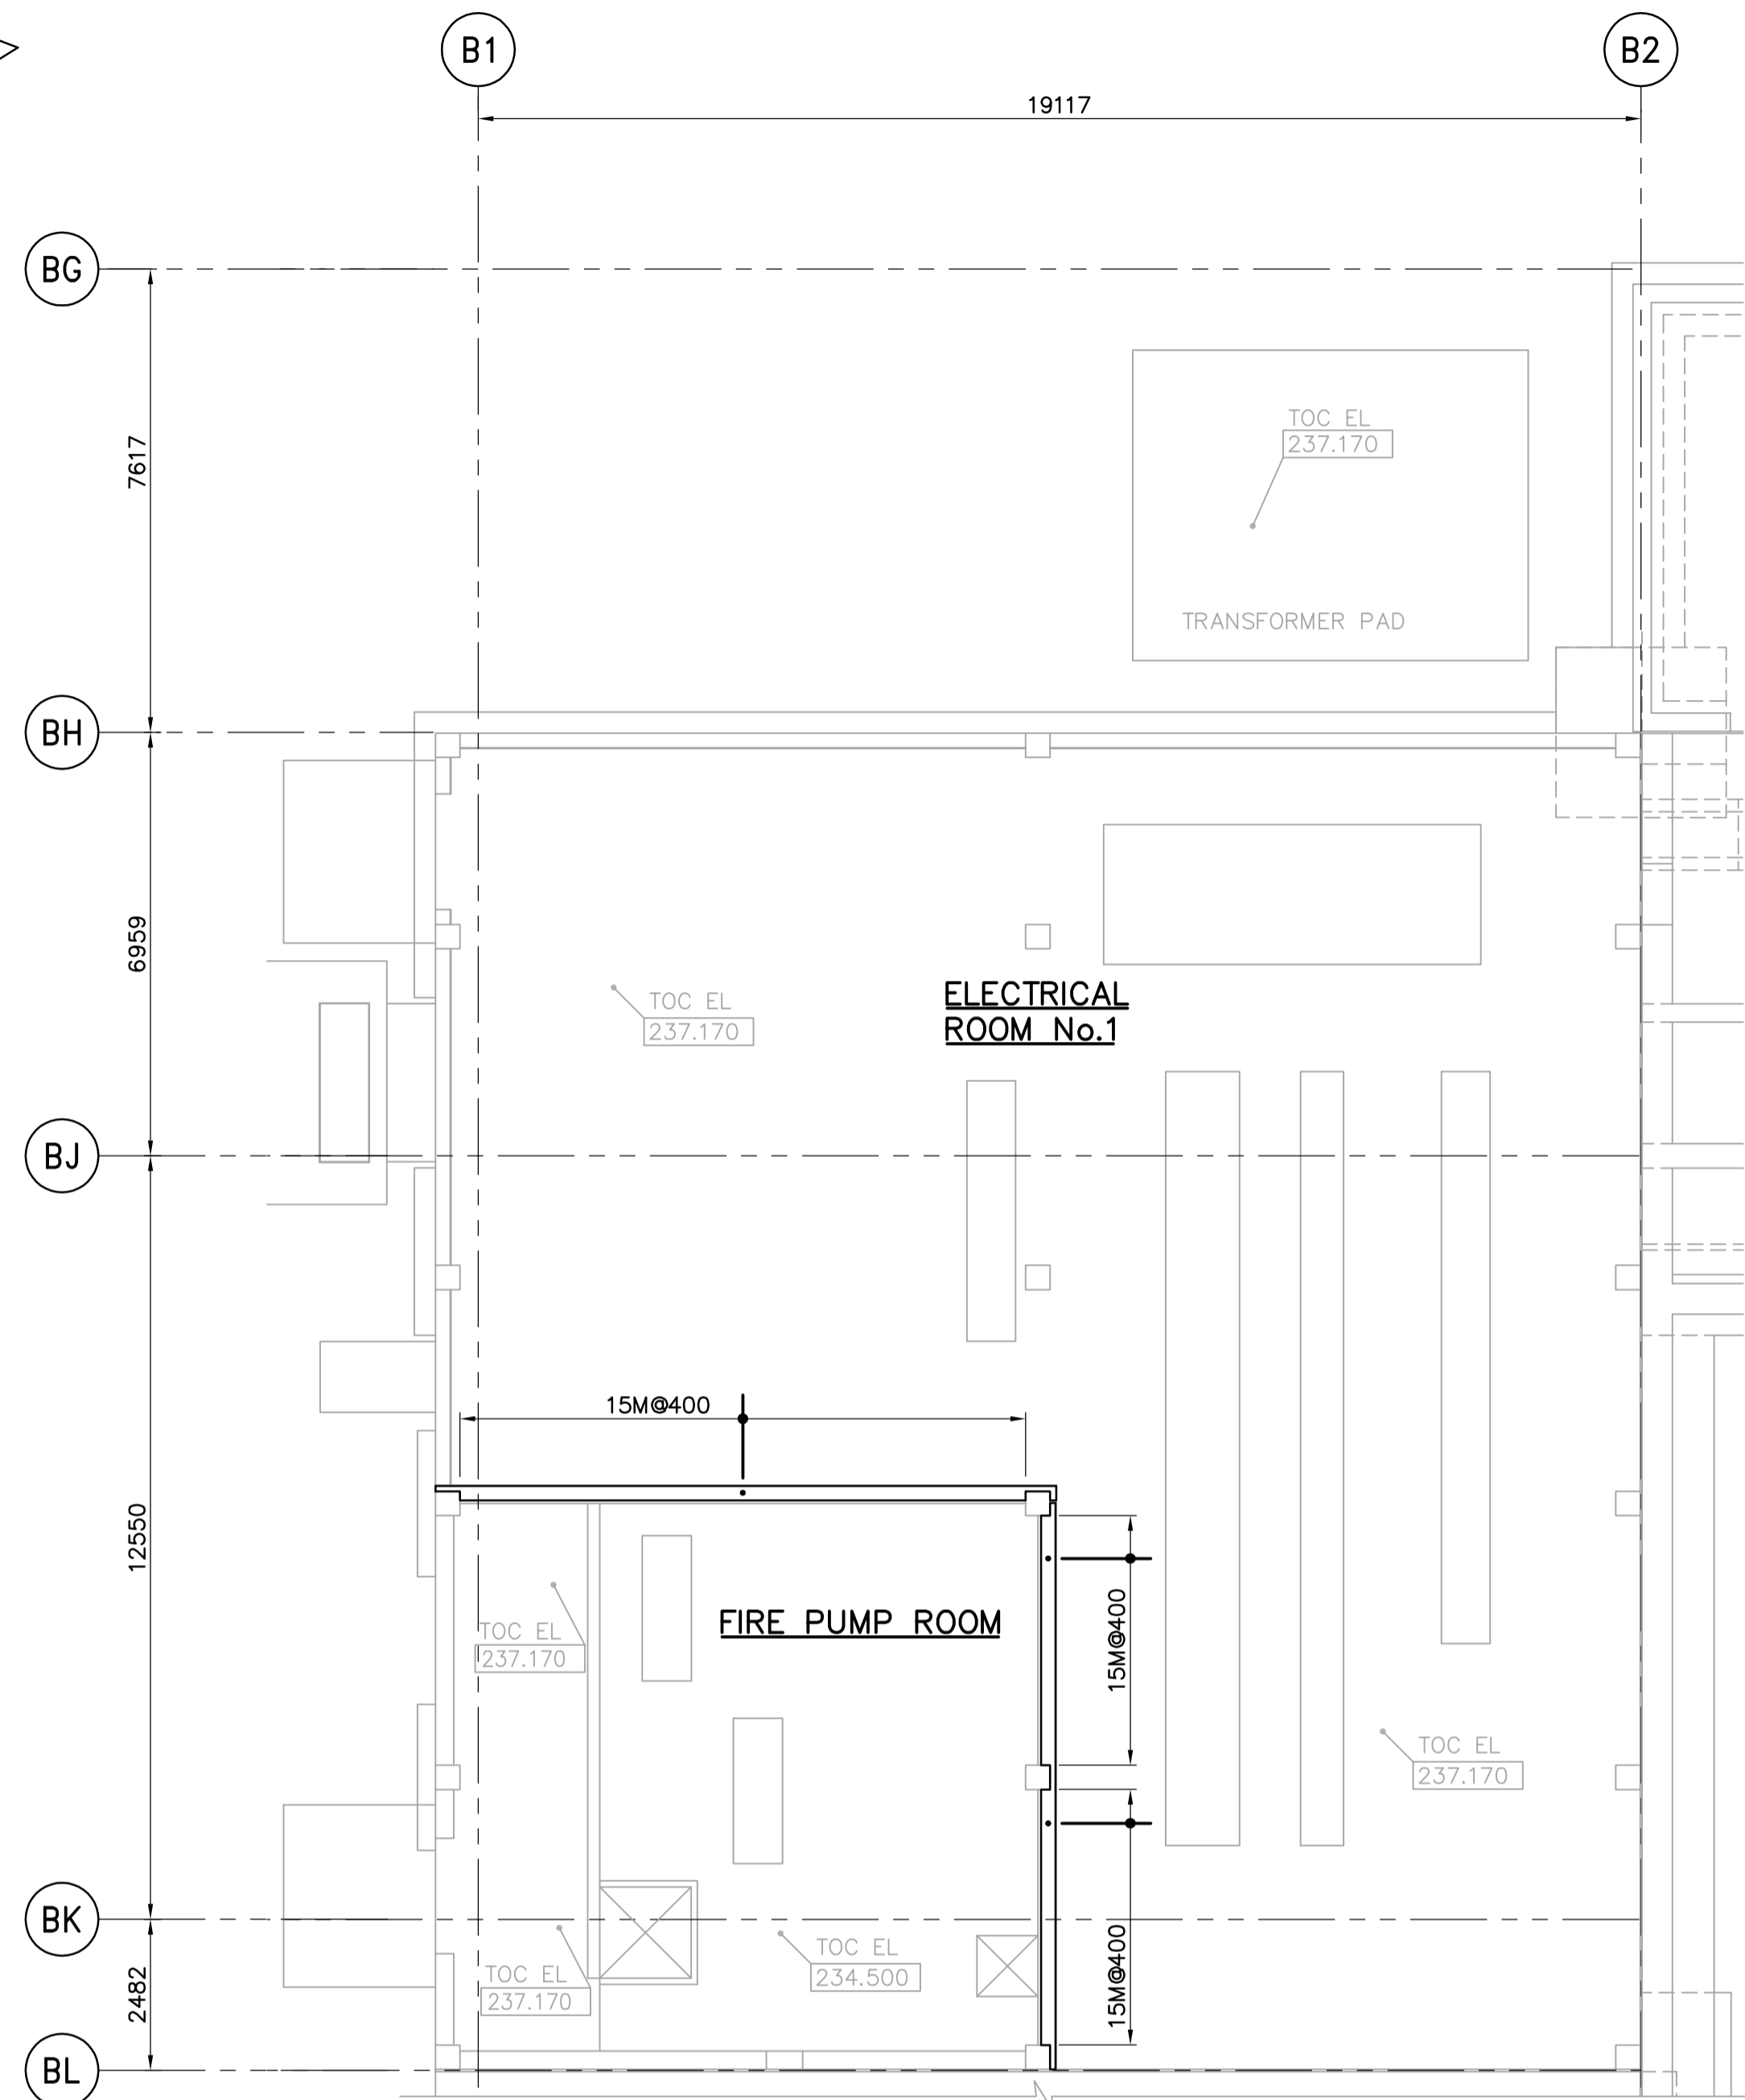 B1
B2
19117
BG
7617
TOC EL
237.170
TRANSFORMER PAD
BH
6959
ELECTRICAL
ROOM No.1
TOC EL
237.170
BJ
15M@400
12550
FIRE PUMP ROOM
15M@400
TOC EL
237.170
TOC EL
237.170
BK
15M@400
TOC EL
234.500
TOC EL
237.170
2482
BL